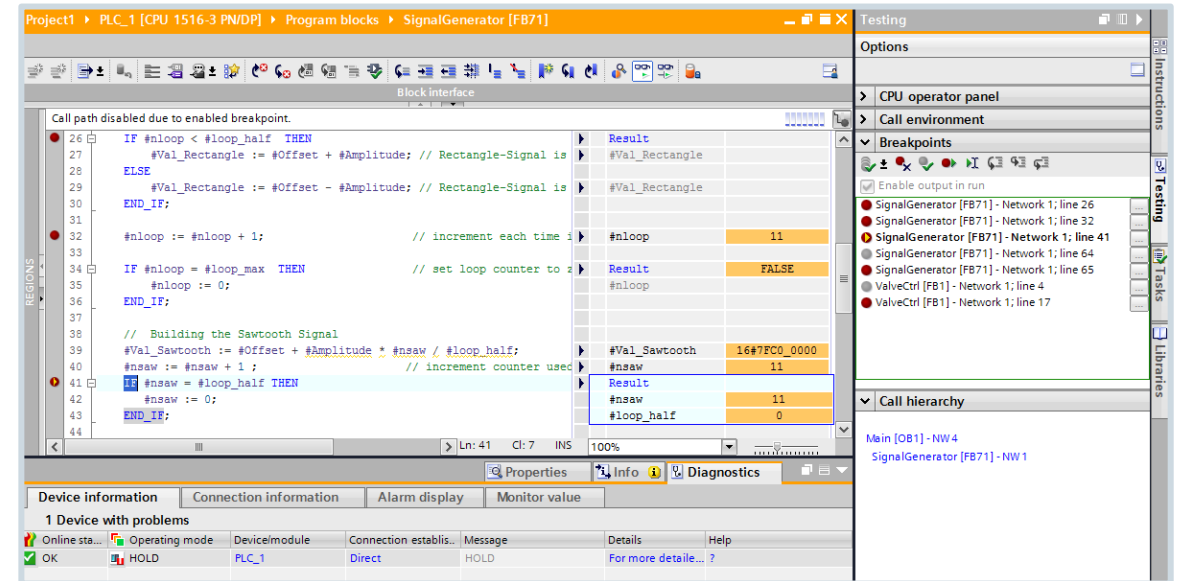 Project1 ▸ PLC_1 [CPU 1516-3 PN/DP] ▸ Program blocks ▸ SignalGenerator [FB71]
Block interface
Call path disabled due to enabled breakpoint.
REGIONS
26 IF #nloop < #loop_half THEN Result
27 #Val_Rectangle := #Offset + #Amplitude; // Rectangle-Signal is #Val_Rectangle
28 ELSE
29 #Val_Rectangle := #Offset - #Amplitude; // Rectangle-Signal is #Val_Rectangle
30 END_IF;
31
32 #nloop := #nloop + 1; // increment each time i #nloop 11
33
34 IF #nloop = #loop_max THEN // set loop counter to z Result FALSE
35 #nloop := 0; #nloop
36 END_IF;
37
38 // Building the Sawtooth Signal
39 #Val_Sawtooth := #Offset + #Amplitude * #nsaw / #loop_half; #Val_Sawtooth 16#7FC0_0000
40 #nsaw := #nsaw + 1 ; // increment counter used #nsaw 11
41 IF #nsaw = #loop_half THEN Result
42 #nsaw := 0; #nsaw 11
43 END_IF; #loop_half 0
44
Ln: 41 Cl: 7 INS 100%
Properties Info Diagnostics
Device information Connection information Alarm display Monitor value
1 Device with problems
Online sta... Operating mode Device/module Connection establis.. Message Details Help
OK HOLD PLC_1 Direct HOLD For more detaile... ?
Testing
Options
CPU operator panel
Call environment
Breakpoints
Enable output in run
SignalGenerator [FB71] - Network 1; line 26
SignalGenerator [FB71] - Network 1; line 32
SignalGenerator [FB71] - Network 1; line 41
SignalGenerator [FB71] - Network 1; line 64
SignalGenerator [FB71] - Network 1; line 65
ValveCtrl [FB1] - Network 1; line 4
ValveCtrl [FB1] - Network 1; line 17
Call hierarchy
Main [OB1] - NW 4
SignalGenerator [FB71] - NW 1
Instructions
Testing
Tasks
Libraries